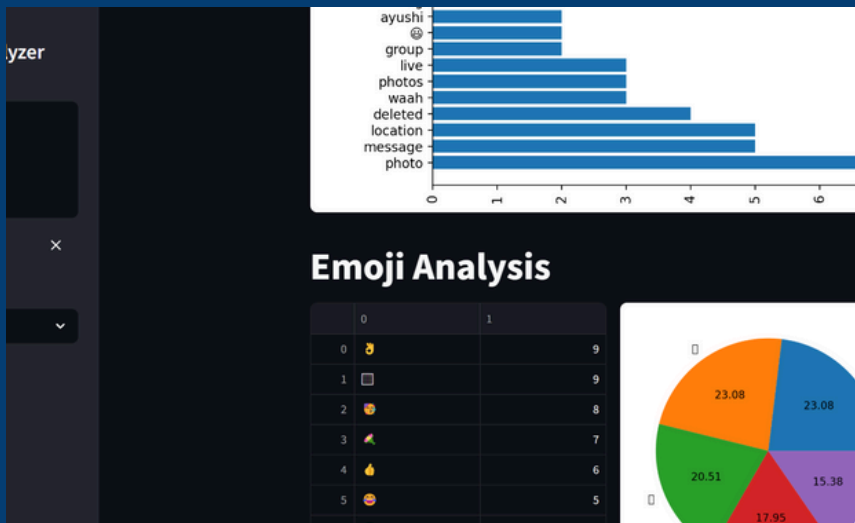 lyzer
ayushi
😆
group
live
photos
waah
deleted
location
message
photo
0 1 2 3 4 5 6
Emoji Analysis
0 1
0 👌 9
1 9
2 8
3 7
4 👍 6
5 😂 5
23.08
23.08
20.51
15.38
17.95